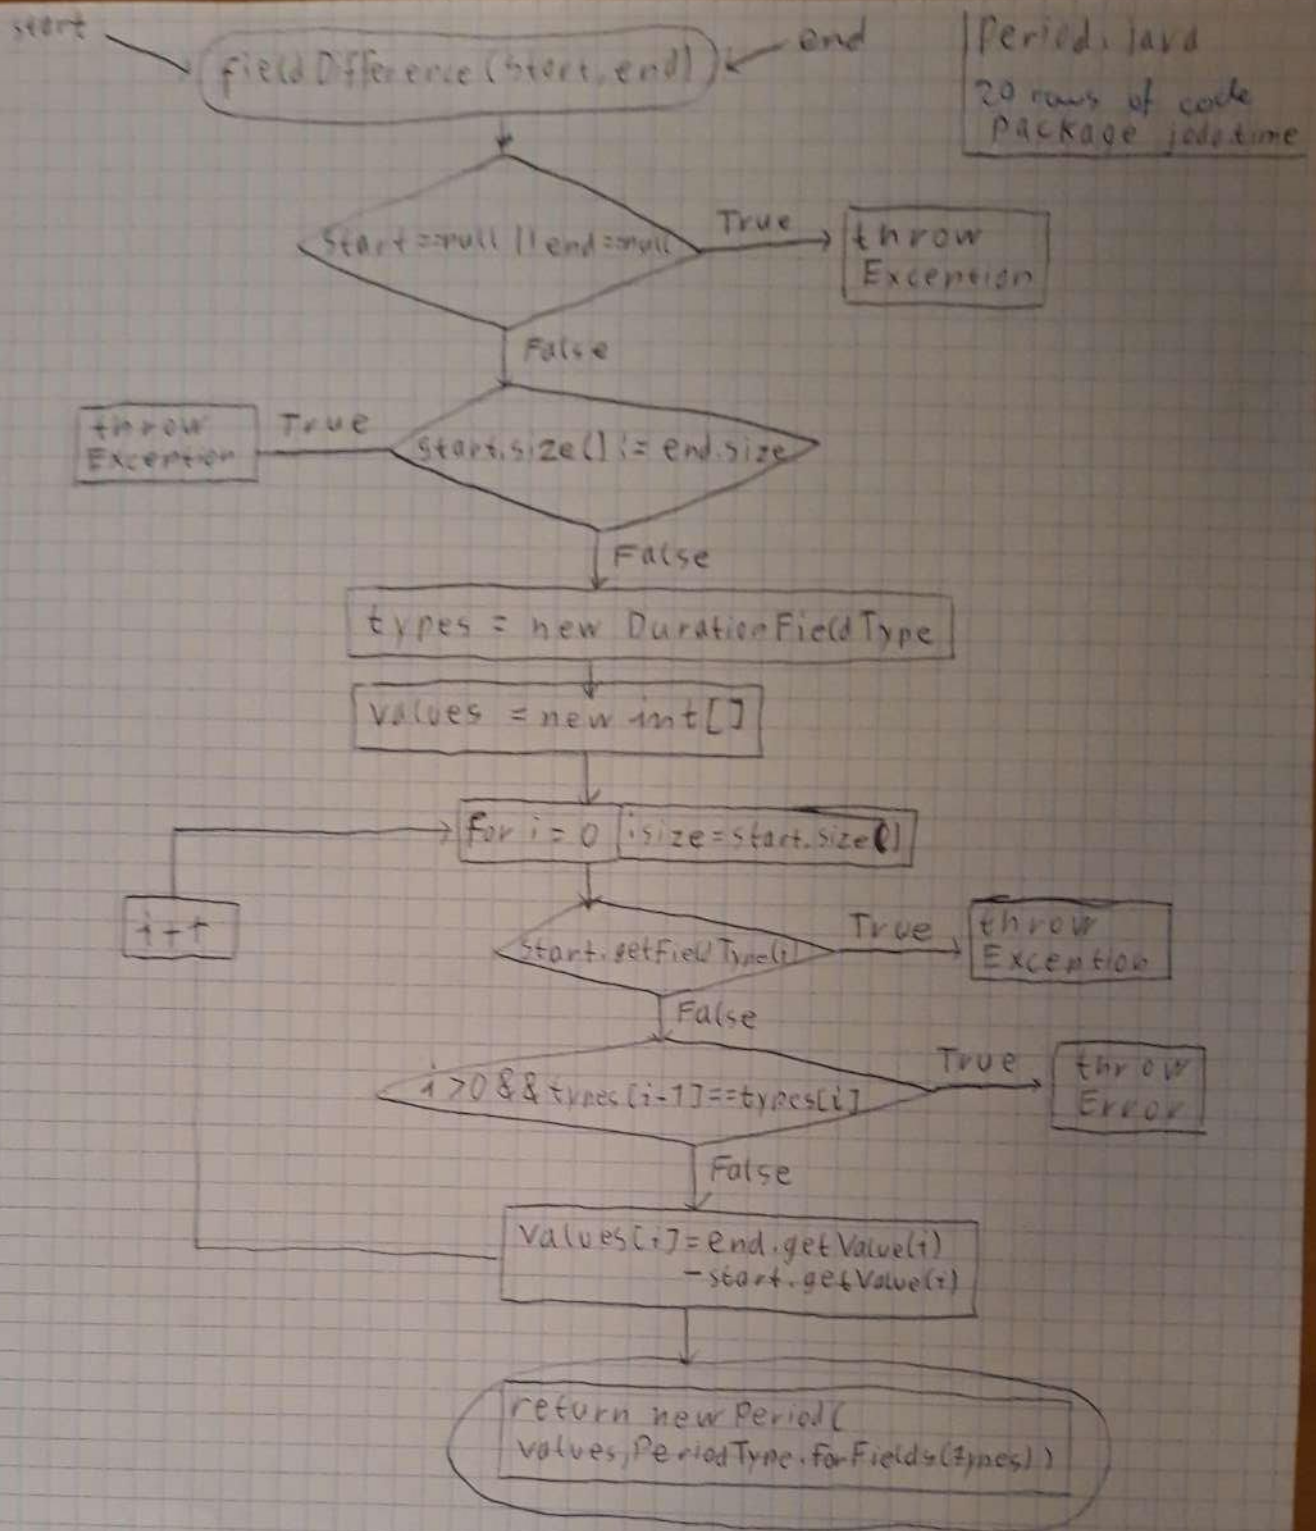 start
end
fieldDifference(start,end)
Period.java
20 rows of code
package joda.time
start==null || end==null
True
throw
Exception
False
throw
Exception
True
start.size() != end.size
False
types = new DurationFieldType
values = new int[]
for i = 0
isize=start.size()
i++
start.getFieldType(i)
True
throw
Exception
False
i>0 && types[i-1]==types[i]
True
throw
Error
False
values[i]=end.getValue(i)
-start.getValue(i)
return new Period(
values,PeriodType.forFields(types))